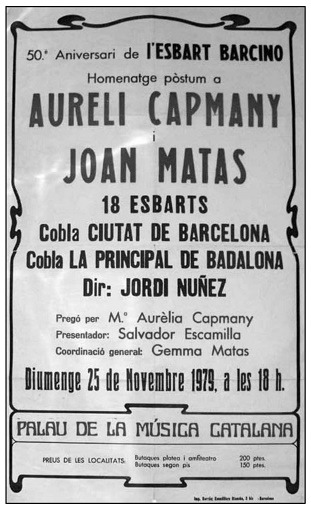 50.º Aniversari de l'ESBART BARCINO
Homenatge pòstum a
AURELI CAPMANY
i
JOAN MATAS
18 ESBARTS
Cobla CIUTAT DE BARCELONA
Cobla LA PRINCIPAL DE BADALONA
Dir: JORDI NUÑEZ
Pregó per M.ª Aurèlia Capmany
Presentador: Salvador Escamilla
Coordinació general: Gemma Matas
Diumenge 25 de Novembre 1979, a les 18 h.
PALAU DE LA MÚSICA CATALANA
PREUS DE LES LOCALITATS: Butaques platea i amfiteatro 200 ptes.
Butaques segon pis 150 ptes.